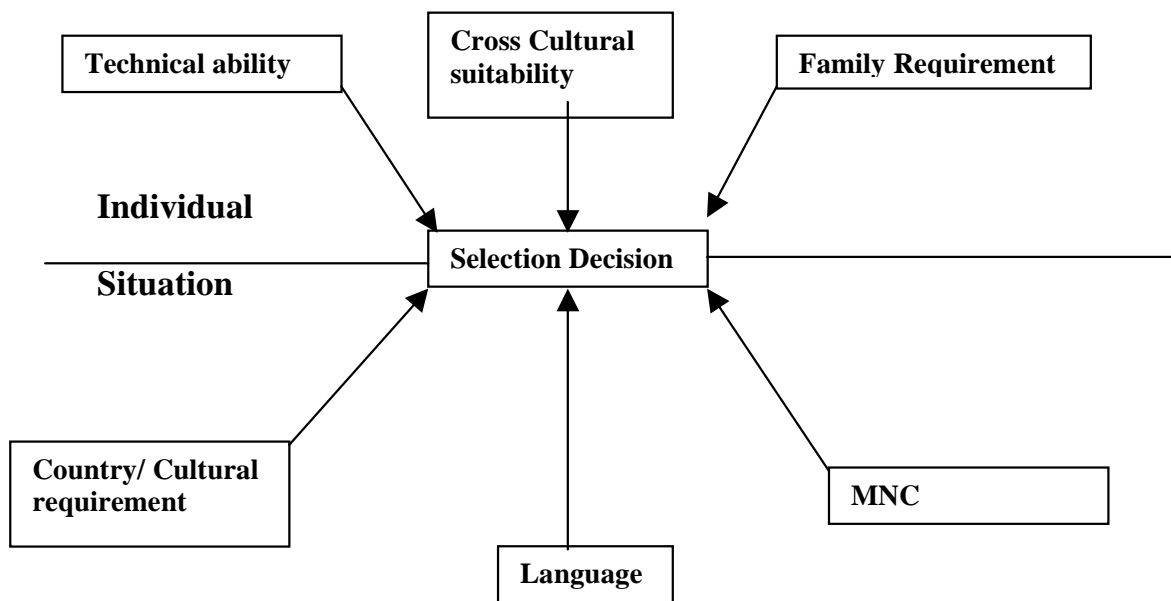 Technical ability
Cross Cultural
suitability
Family Requirement
Individual
Selection Decision
Situation
Country/ Cultural
requirement
MNC
Language